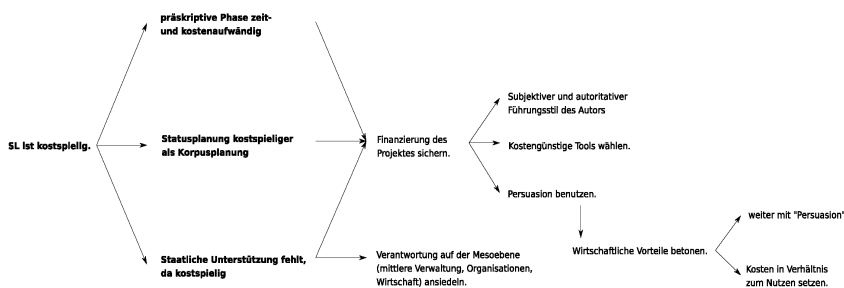 präskriptive Phase zeit-
und kostenaufwändig
SL ist kostspielig.
Statusplanung kostspieliger
als Korpusplanung
Staatliche Unterstützung fehlt,
da kostspielig
Finanzierung des
Projektes sichern.
Verantwortung auf der Mesoebene
(mittlere Verwaltung, Organisationen,
Wirtschaft) ansiedeln.
Subjektiver und autoritativer
Führungsstil des Autors
Kostengünstige Tools wählen.
Persuasion benutzen.
Wirtschaftliche Vorteile betonen.
weiter mit "Persuasion"
Kosten in Verhältnis
zum Nutzen setzen.